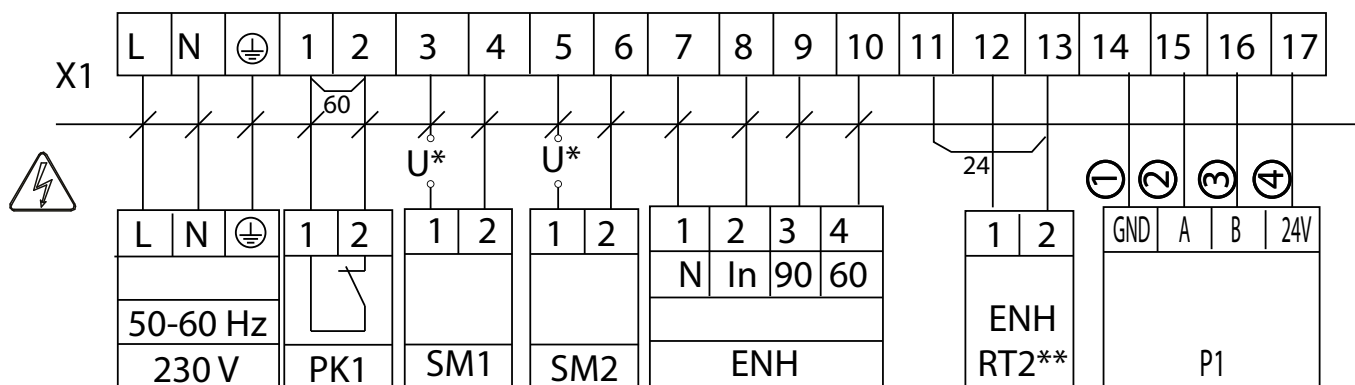 X1 L N 1 2 3 4 5 6 7 8 9 10 11 12 13 14 15 16 17
60
U* U* 24 1 2 3 4
L N 1 2 1 2 1 2 1 2 3 4 1 2 GND A B 24V
N In 90 60
50-60 Hz ENH
230 V PK1 SM1 SM2 ENH RT2** P1